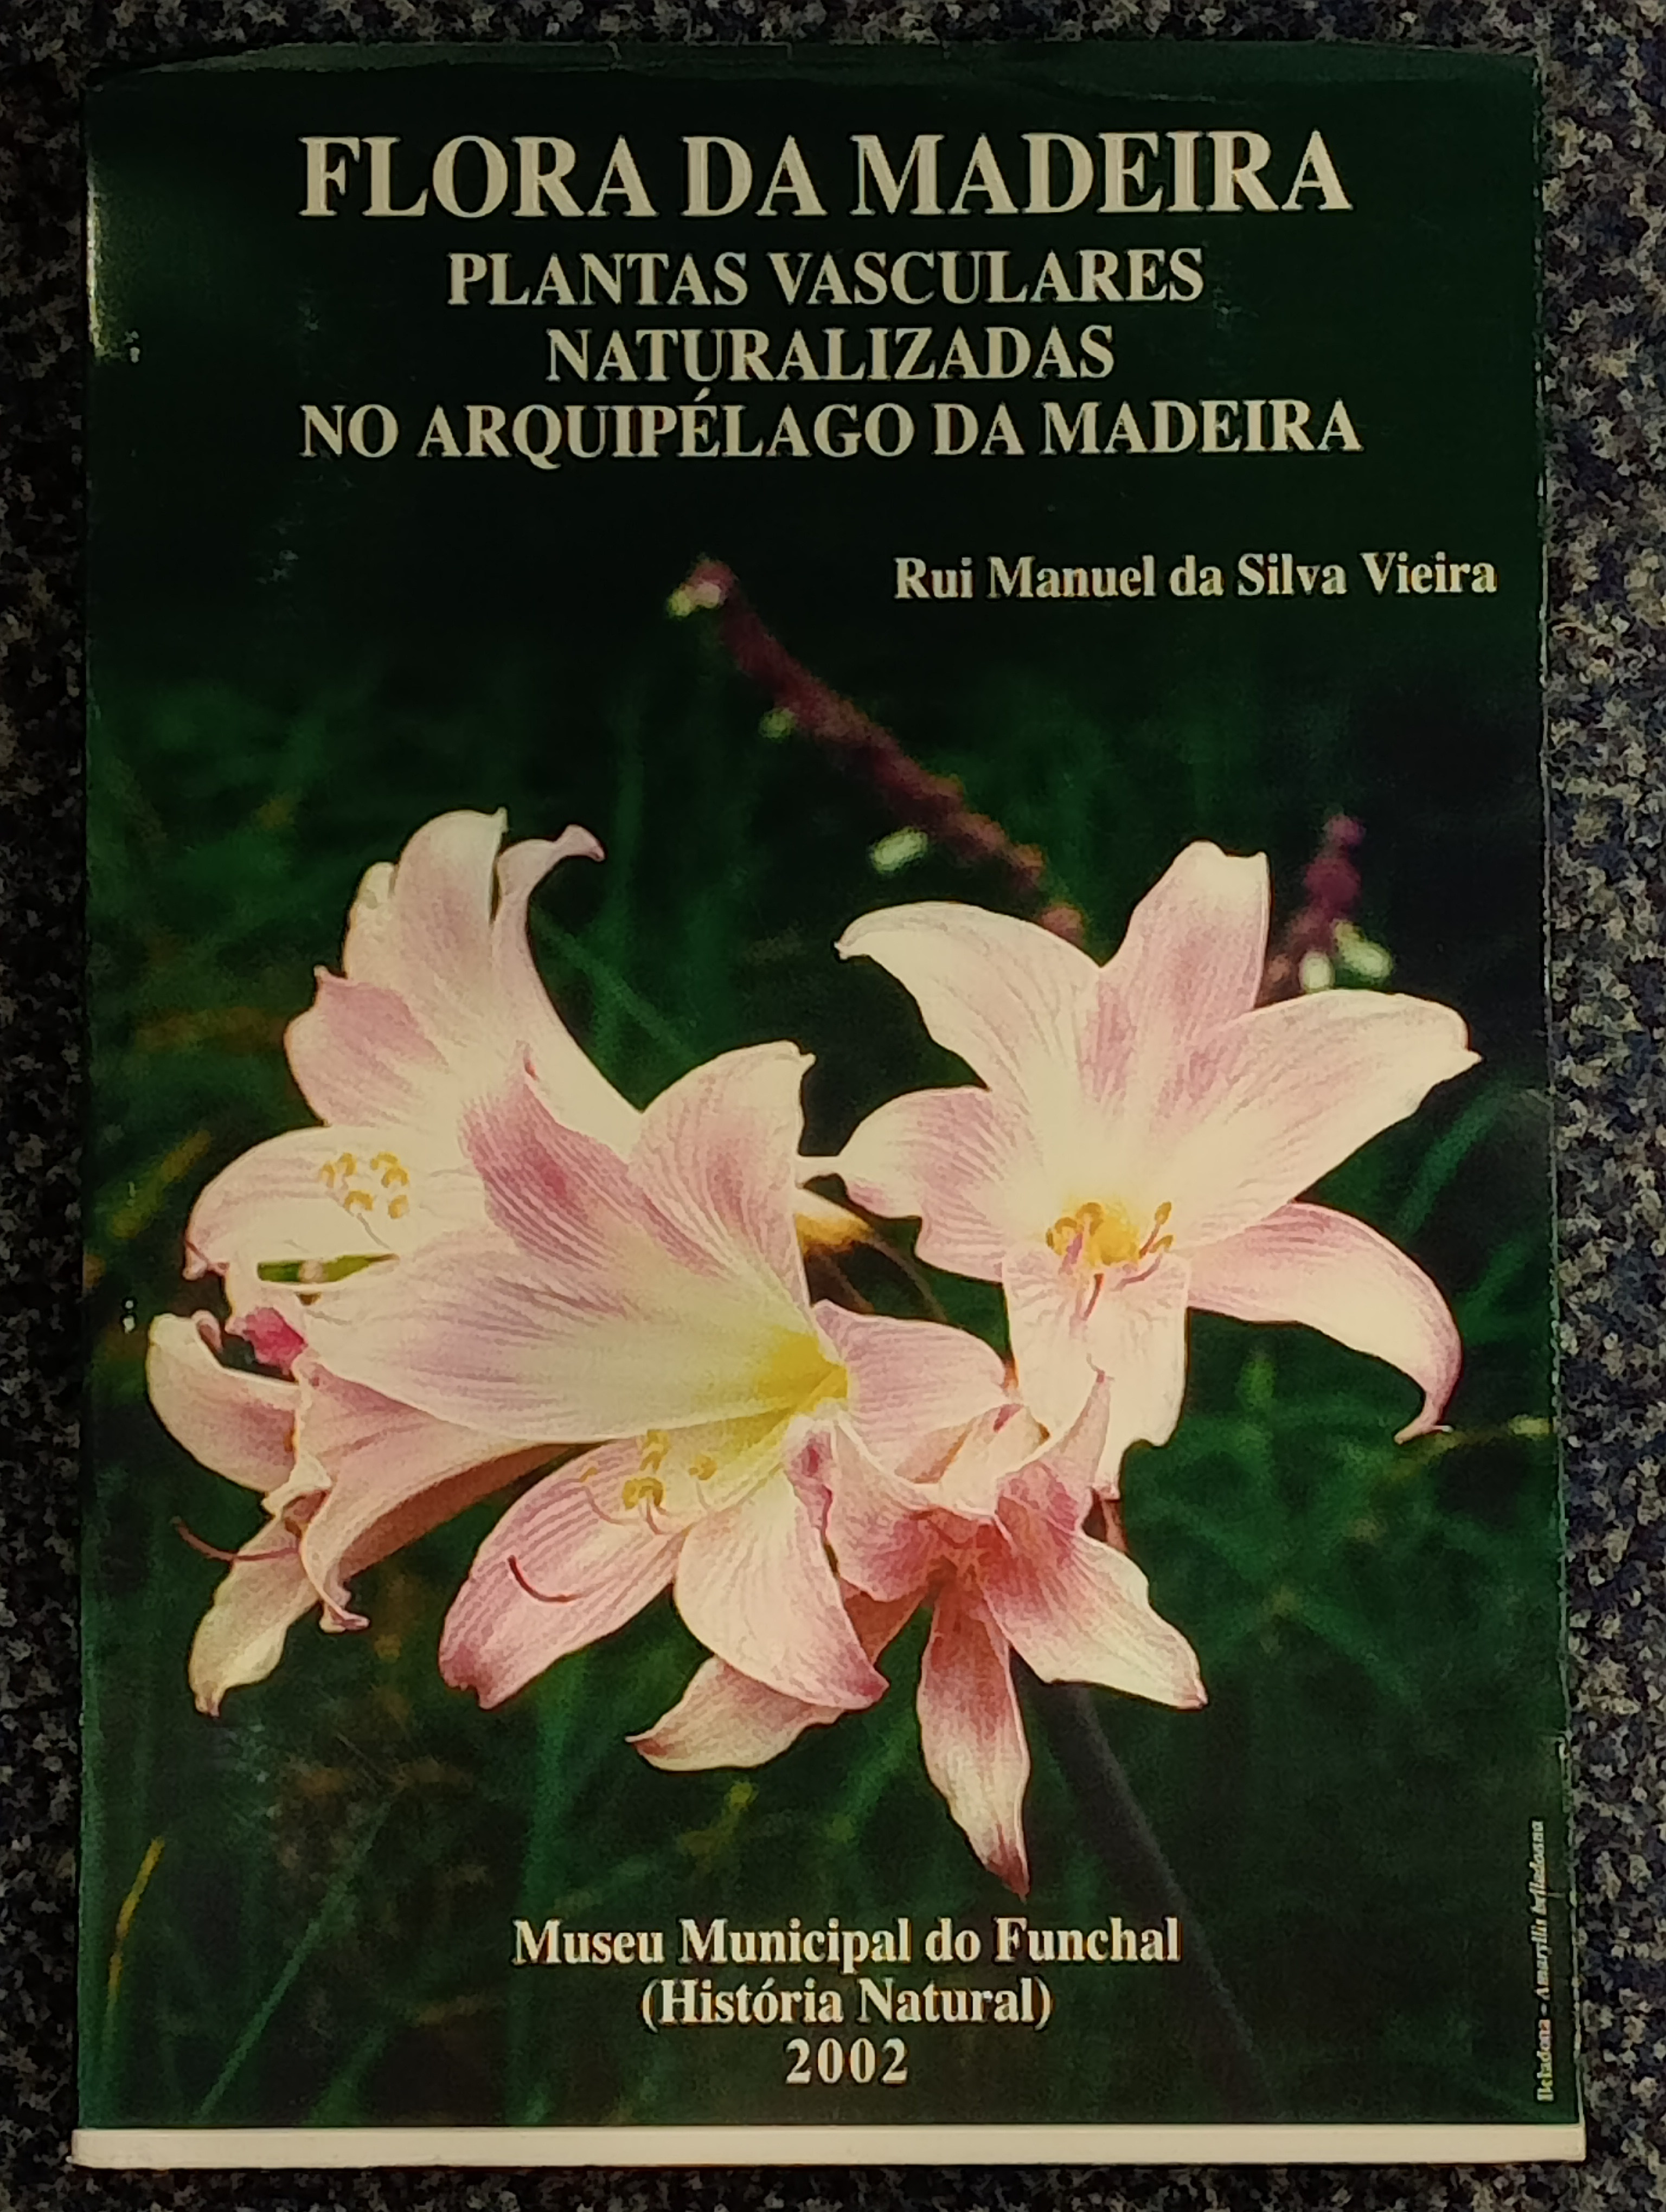 FLORA DA MADEIRA
PLANTAS VASCULARES
NATURALIZADAS
NO ARQUIPÉLAGO DA MADEIRA
Rui Manuel da Silva Vieira
Museu Municipal do Funchal
(História Natural)
2002
Beladona - Amaryllis